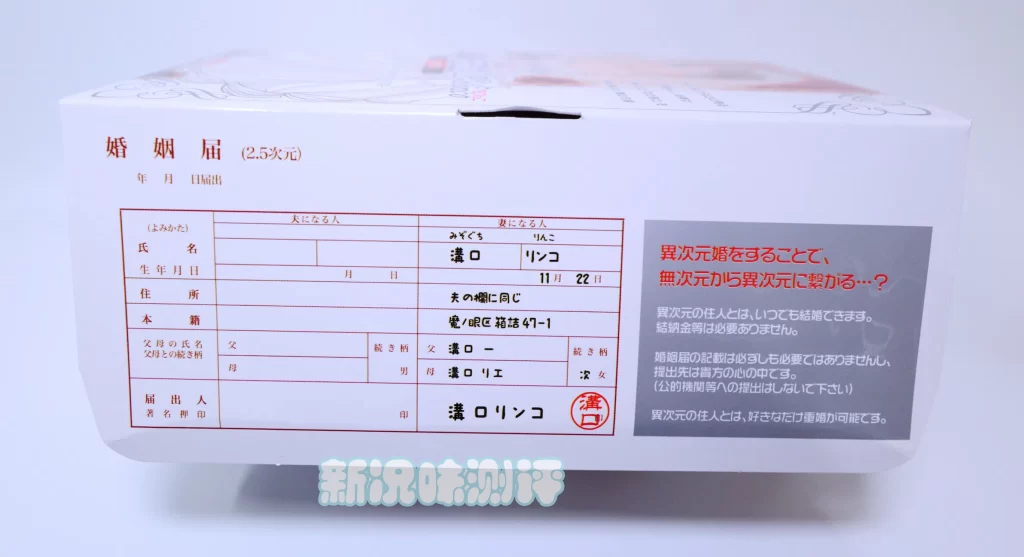 婚姻届 (2.5次元)
年 月 日届出
夫になる人 妻になる人
(よみかた) みぞぐち りんこ
氏名 溝口 リンコ
生年月日 月 日 11月 22日
住所 夫の欄に同じ
本籍 魔ノ眼区箱詰47-1
父母の氏名 父 続き柄 父 溝口 一 続き柄
父母との続き柄 母 男 母 溝口 リエ 次女
届出人 溝口リンコ 溝口
署名押印 印
異次元婚をすることで、
無次元から異次元に繋がる…?
異次元の住人とは、いつでも結婚できます。
結納金等は必要ありません。
婚姻届の記載は必ずしも必要ではありませんし、
提出先は貴方の心の中です。
(公的機関等への提出はしないで下さい)
異次元の住人とは、好きなだけ重婚が可能です。
新况味测评